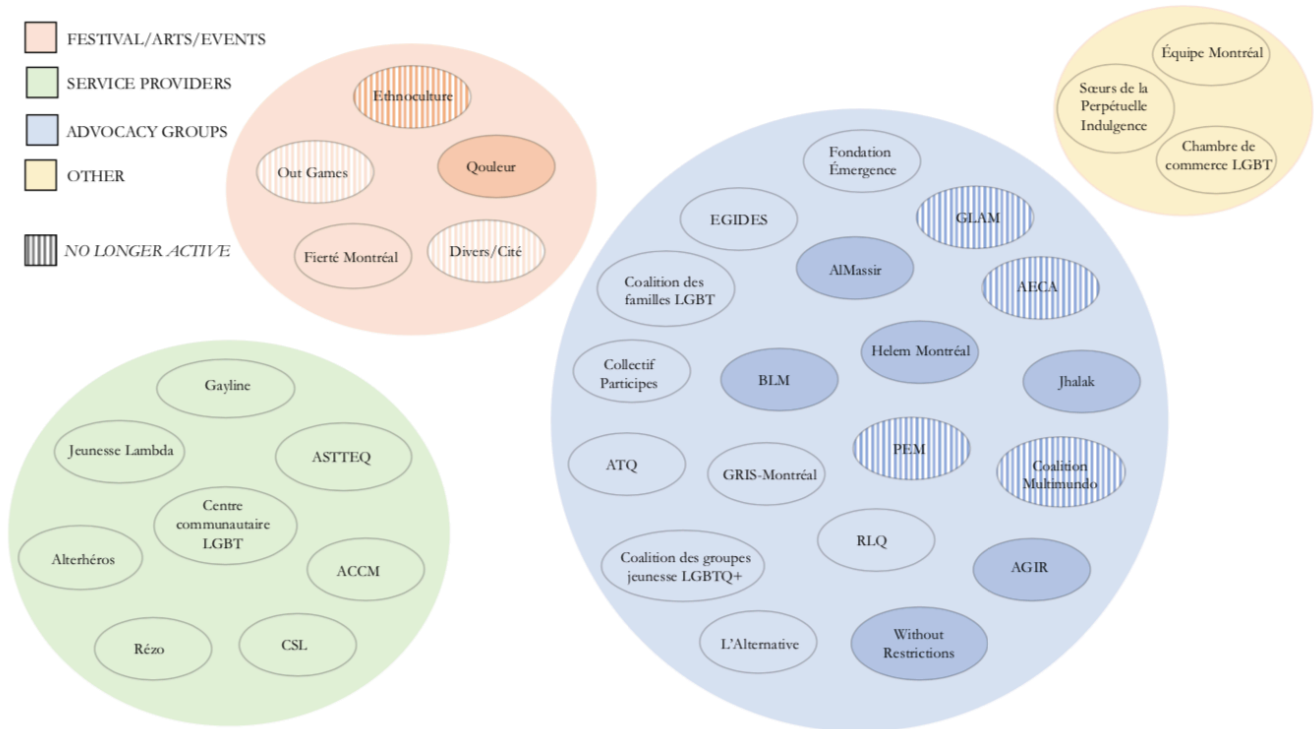 FESTIVAL/ARTS/EVENTS
SERVICE PROVIDERS
ADVOCACY GROUPS
OTHER
NO LONGER ACTIVE
Ethnoculture
Out Games
Qouleur
Fierté Montréal
Divers/Cité
Équipe Montréal
Sœurs de la
Perpétuelle
Indulgence
Chambre de
commerce LGBT
Fondation
Émergence
EGIDES
GLAM
AlMassir
Coalition des
familles LGBT
AECA
Helem Montréal
Collectif
Participes
BLM
Jhalak
PEM
ATQ
GRIS-Montréal
Coalition
Multimundo
RLQ
Coalition des groupes
jeunesse LGBTQ+
AGIR
L'Alternative
Without
Restrictions
Gayline
Jeunesse Lambda
ASTTEQ
Centre
communautaire
LGBT
Alterhéros
ACCM
Rézo
CSL